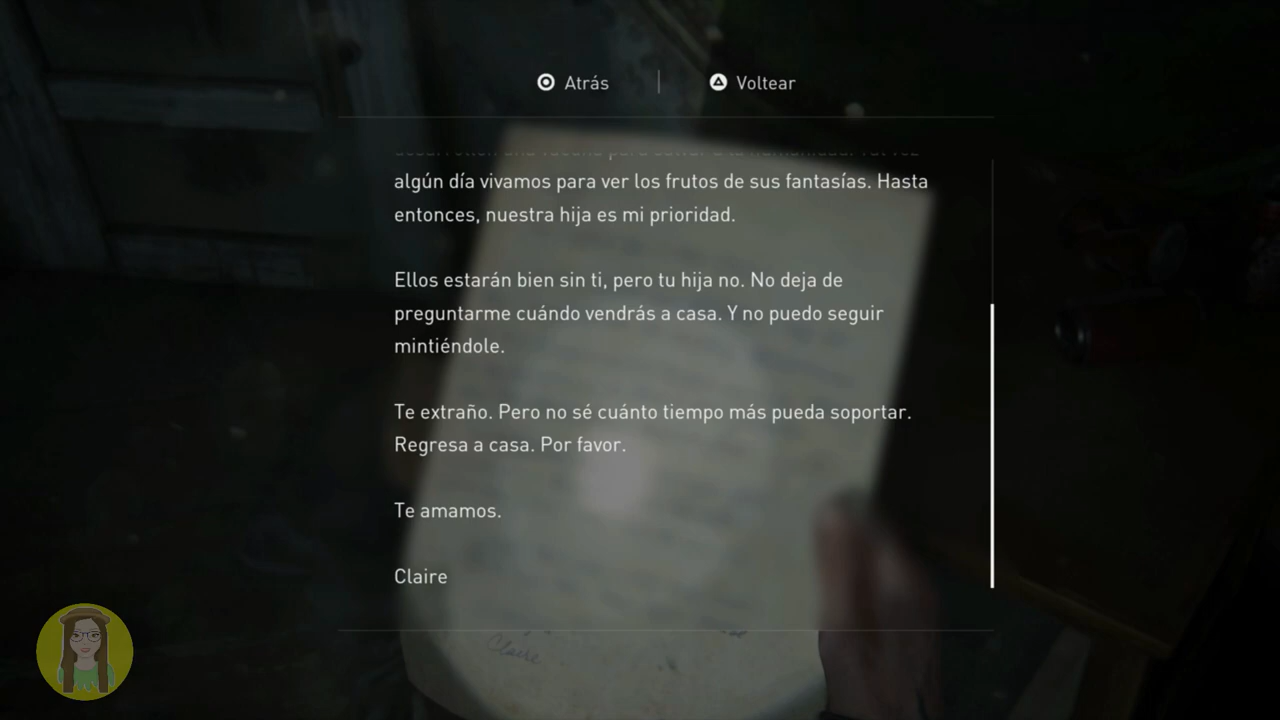 Atrás | Voltear
algún día vivamos para ver los frutos de sus fantasías. Hasta
entonces, nuestra hija es mi prioridad.
Ellos estarán bien sin ti, pero tu hija no. No deja de
preguntarme cuándo vendrás a casa. Y no puedo seguir
mintiéndole.
Te extraño. Pero no sé cuánto tiempo más pueda soportar.
Regresa a casa. Por favor.
Te amamos.
Claire
Claire